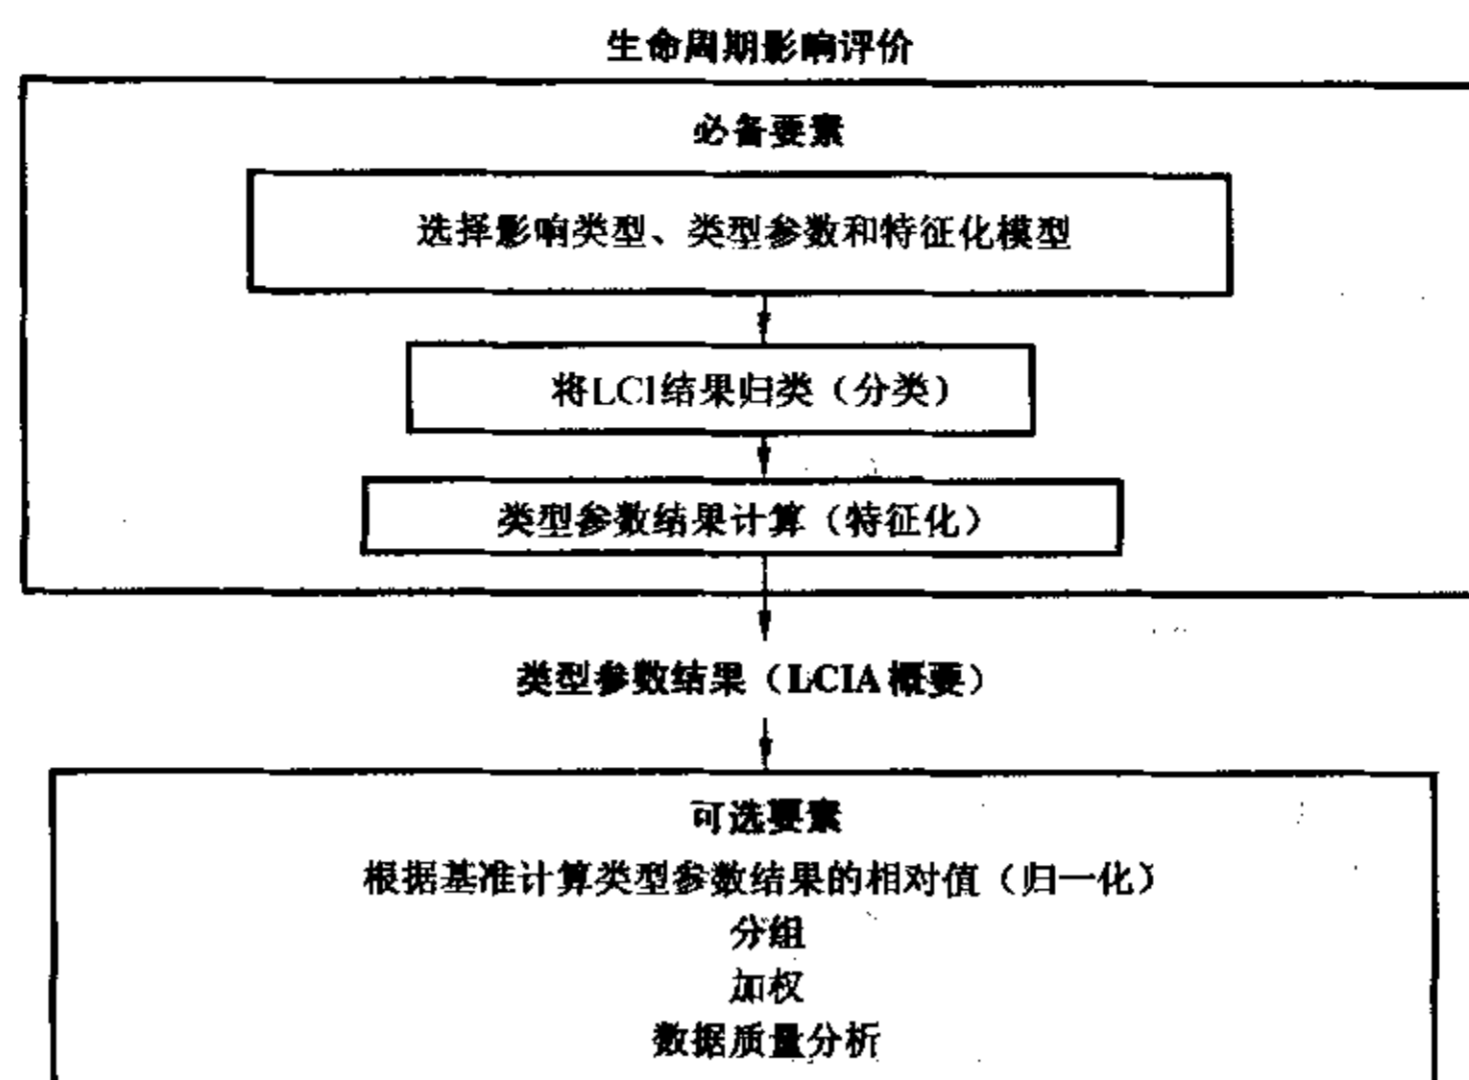 生命周期影响评价
必备要素
选择影响类型、类型参数和特征化模型
将LCI结果归类（分类）
类型参数结果计算（特征化）
类型参数结果（LCIA概要）
可选要素
根据基准计算类型参数结果的相对值（归一化）
分组
加权
数据质量分析